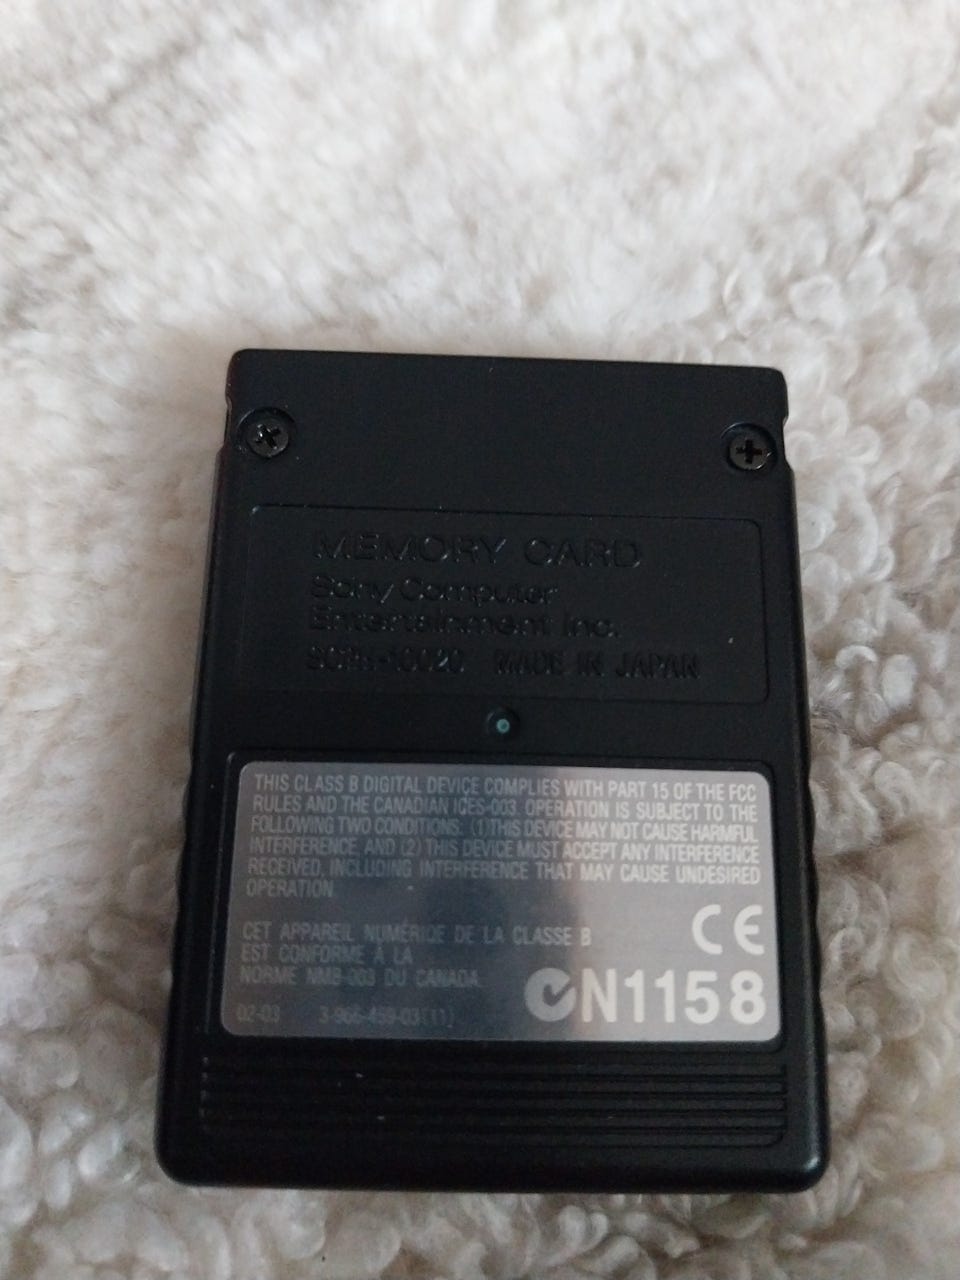 MEMORY CARD
Sony Computer
Entertainment Inc.
SCPH-10020 MADE IN JAPAN
THIS CLASS B DIGITAL DEVICE COMPLIES WITH PART 15 OF THE FCC
RULES AND THE CANADIAN ICES-003. OPERATION IS SUBJECT TO THE
FOLLOWING TWO CONDITIONS: (1)THIS DEVICE MAY NOT CAUSE HARMFUL
INTERFERENCE, AND (2) THIS DEVICE MUST ACCEPT ANY INTERFERENCE
RECEIVED, INCLUDING INTERFERENCE THAT MAY CAUSE UNDESIRED
OPERATION.
CET APPAREIL NUMÉRIQE DE LA CLASSE B
EST CONFORME À LA
NORME NMB-003 DU CANADA.
CE
N1158
02-03 3-966-459-03(11)